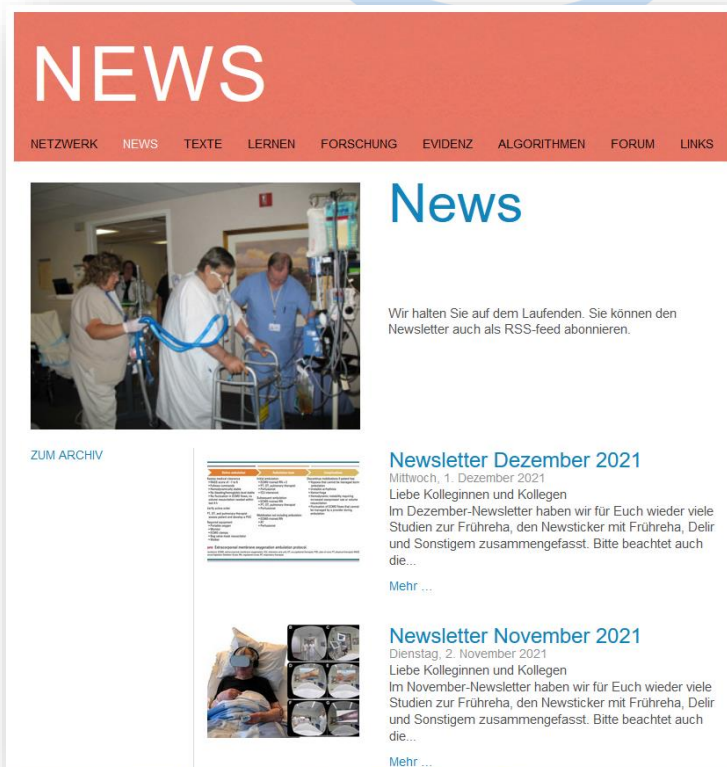 NEWS
NETZWERK NEWS TEXTE LERNEN FORSCHUNG EVIDENZ ALGORITHMEN FORUM LINKS
News
Wir halten Sie auf dem Laufenden. Sie können den
Newsletter auch als RSS-feed abonnieren.
ZUM ARCHIV
Newsletter Dezember 2021
Mittwoch, 1. Dezember 2021
Liebe Kolleginnen und Kollegen
Im Dezember-Newsletter haben wir für Euch wieder viele
Studien zur Frühreha, den Newsticker mit Frühreha, Delir
und Sonstigem zusammengefasst. Bitte beachtet auch
die...
Mehr ...
Newsletter November 2021
Dienstag, 2. November 2021
Liebe Kolleginnen und Kollegen
Im November-Newsletter haben wir für Euch wieder viele
Studien zur Frühreha, den Newsticker mit Frühreha, Delir
und Sonstigem zusammengefasst. Bitte beachtet auch
die...
Mehr ...